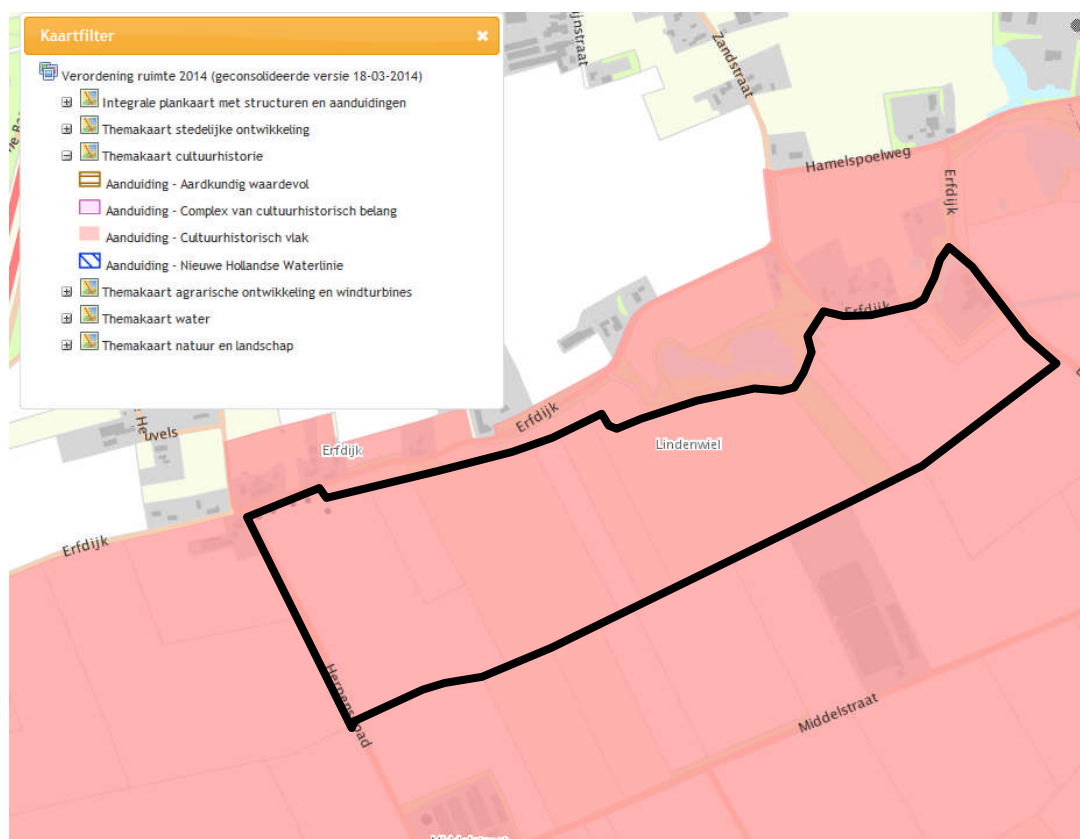 Kaartfilter
Verordening ruimte 2014 (geconsolideerde versie 18-03-2014)
Integrale plankaart met structuren en aanduidingen
Themakaart stedelijke ontwikkeling
Themakaart cultuurhistorie
Aanduiding - Aardkundig waardevol
Aanduiding - Complex van cultuurhistorisch belang
Aanduiding - Cultuurhistorisch vlak
Aanduiding - Nieuwe Hollandse Waterlinie
Themakaart agrarische ontwikkeling en windturbines
Themakaart water
Themakaart natuur en landschap
Zandstraat
Hamelspoelweg
Erfdijk
Erfdijk
Erfdijk
Erfdijk
Lindenwiel
Erfdijk
Middelstraat